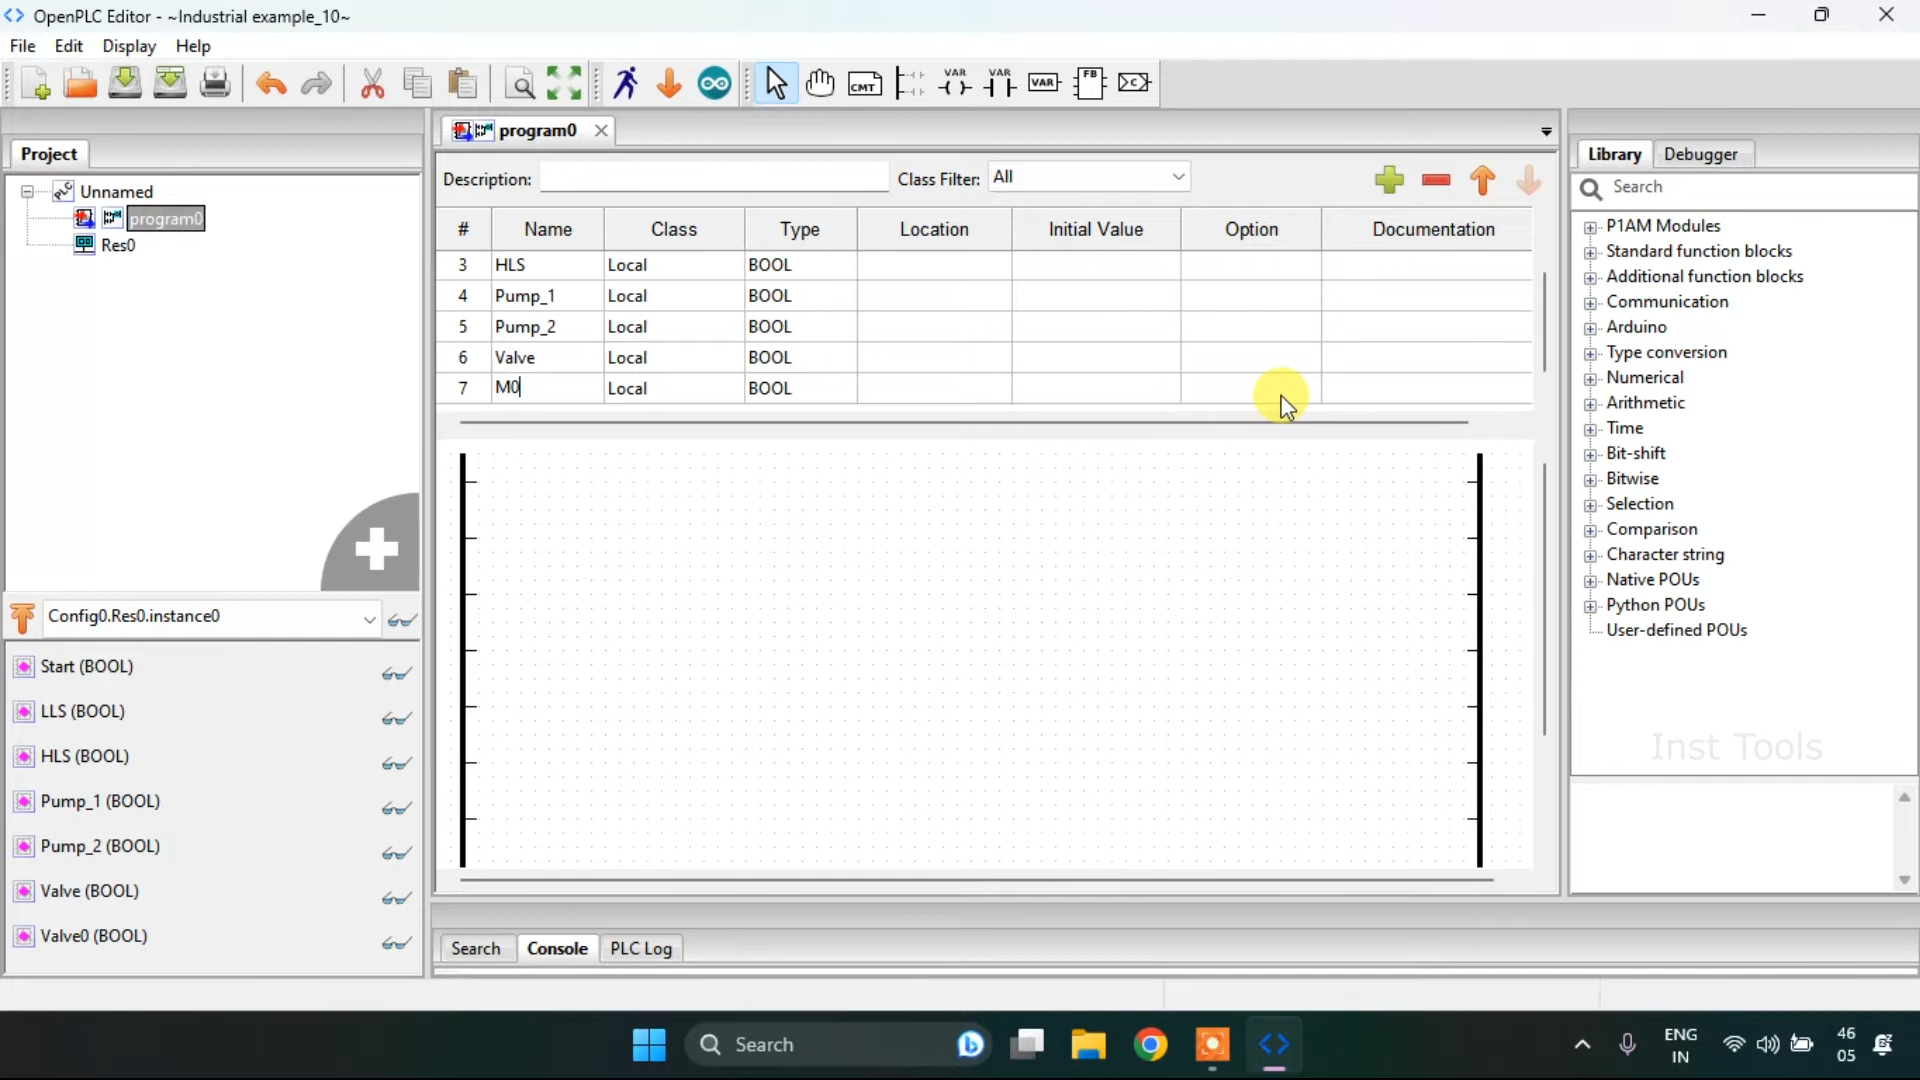 OpenPLC Editor - ~Industrial example_10~
File Edit Display Help
CMT VAR VAR VAR FB C
Project
Unnamed
program0
Res0
Config0.Res0.instance0
Start (BOOL)
LLS (BOOL)
HLS (BOOL)
Pump_1 (BOOL)
Pump_2 (BOOL)
Valve (BOOL)
Valve0 (BOOL)
program0
Description: Class Filter: All
# Name Class Type Location Initial Value Option Documentation
3 HLS Local BOOL
4 Pump_1 Local BOOL
5 Pump_2 Local BOOL
6 Valve Local BOOL
7 M0 Local BOOL
Search Console PLC Log
Library Debugger
Search
P1AM Modules
Standard function blocks
Additional function blocks
Communication
Arduino
Type conversion
Numerical
Arithmetic
Time
Bit-shift
Bitwise
Selection
Comparison
Character string
Native POUs
Python POUs
User-defined POUs
Inst Tools
Search
ENG
IN
46
05